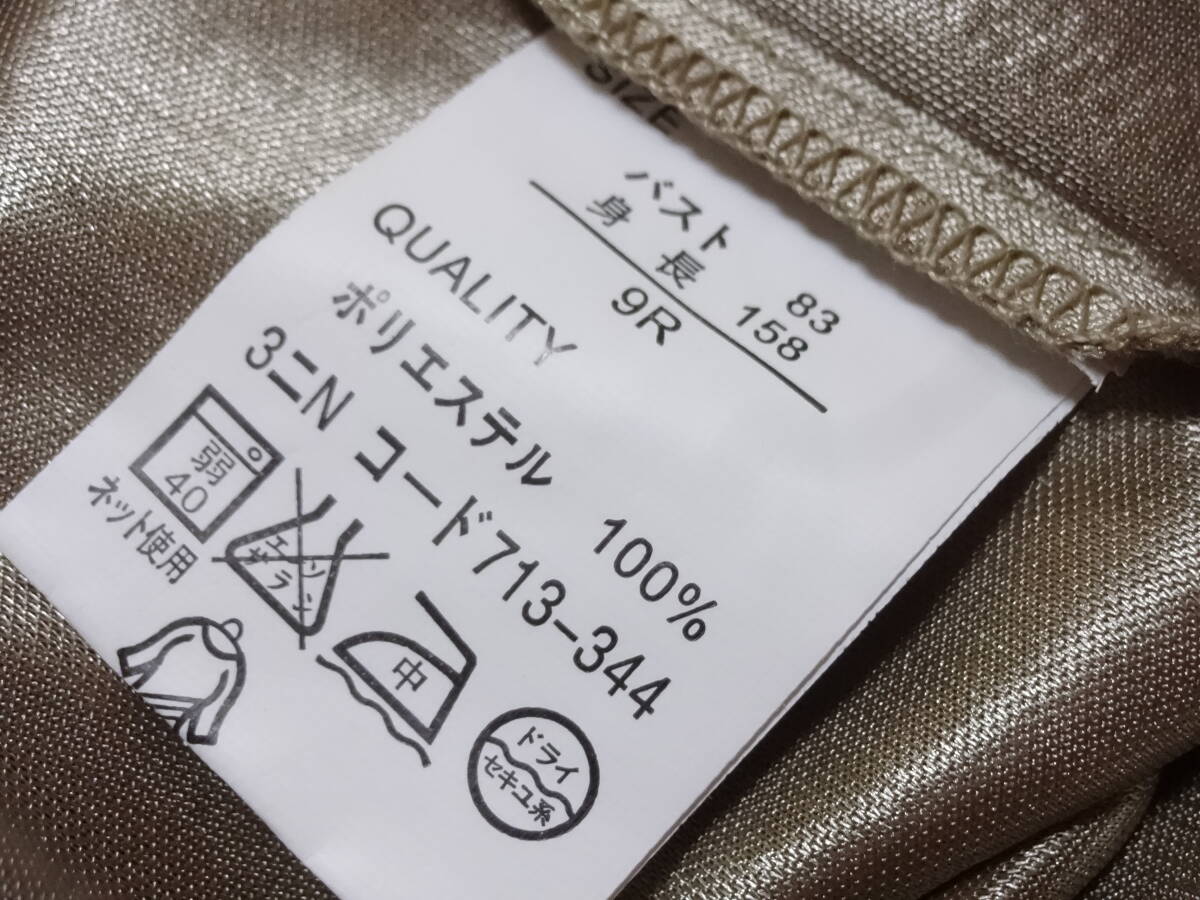 SIZE
バスト 83
身長 158
9R
QUALITY
ポリエステル 100%
3ニN コード713-344
弱
40
ネット使用
エンソ
サラシ
中
ドライ
セキユ系